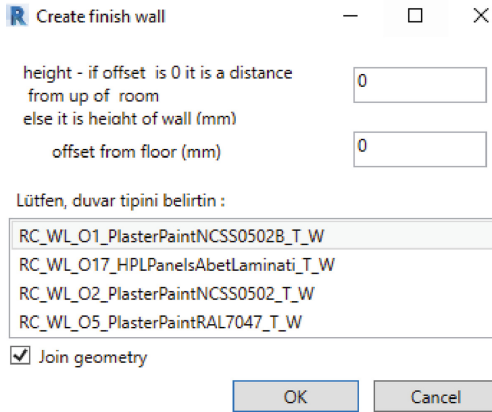 Create finish wall
height - if offset is 0 it is a distance
from up of room
else it is height of wall (mm)
0
offset from floor (mm)
0
Lütfen, duvar tipini belirtin :
RC_WL_O1_PlasterPaintNCSS0502B_T_W
RC_WL_O17_HPLPanelsAbetLaminati_T_W
RC_WL_O2_PlasterPaintNCSS0502_T_W
RC_WL_O5_PlasterPaintRAL7047_T_W
Join geometry
OK Cancel